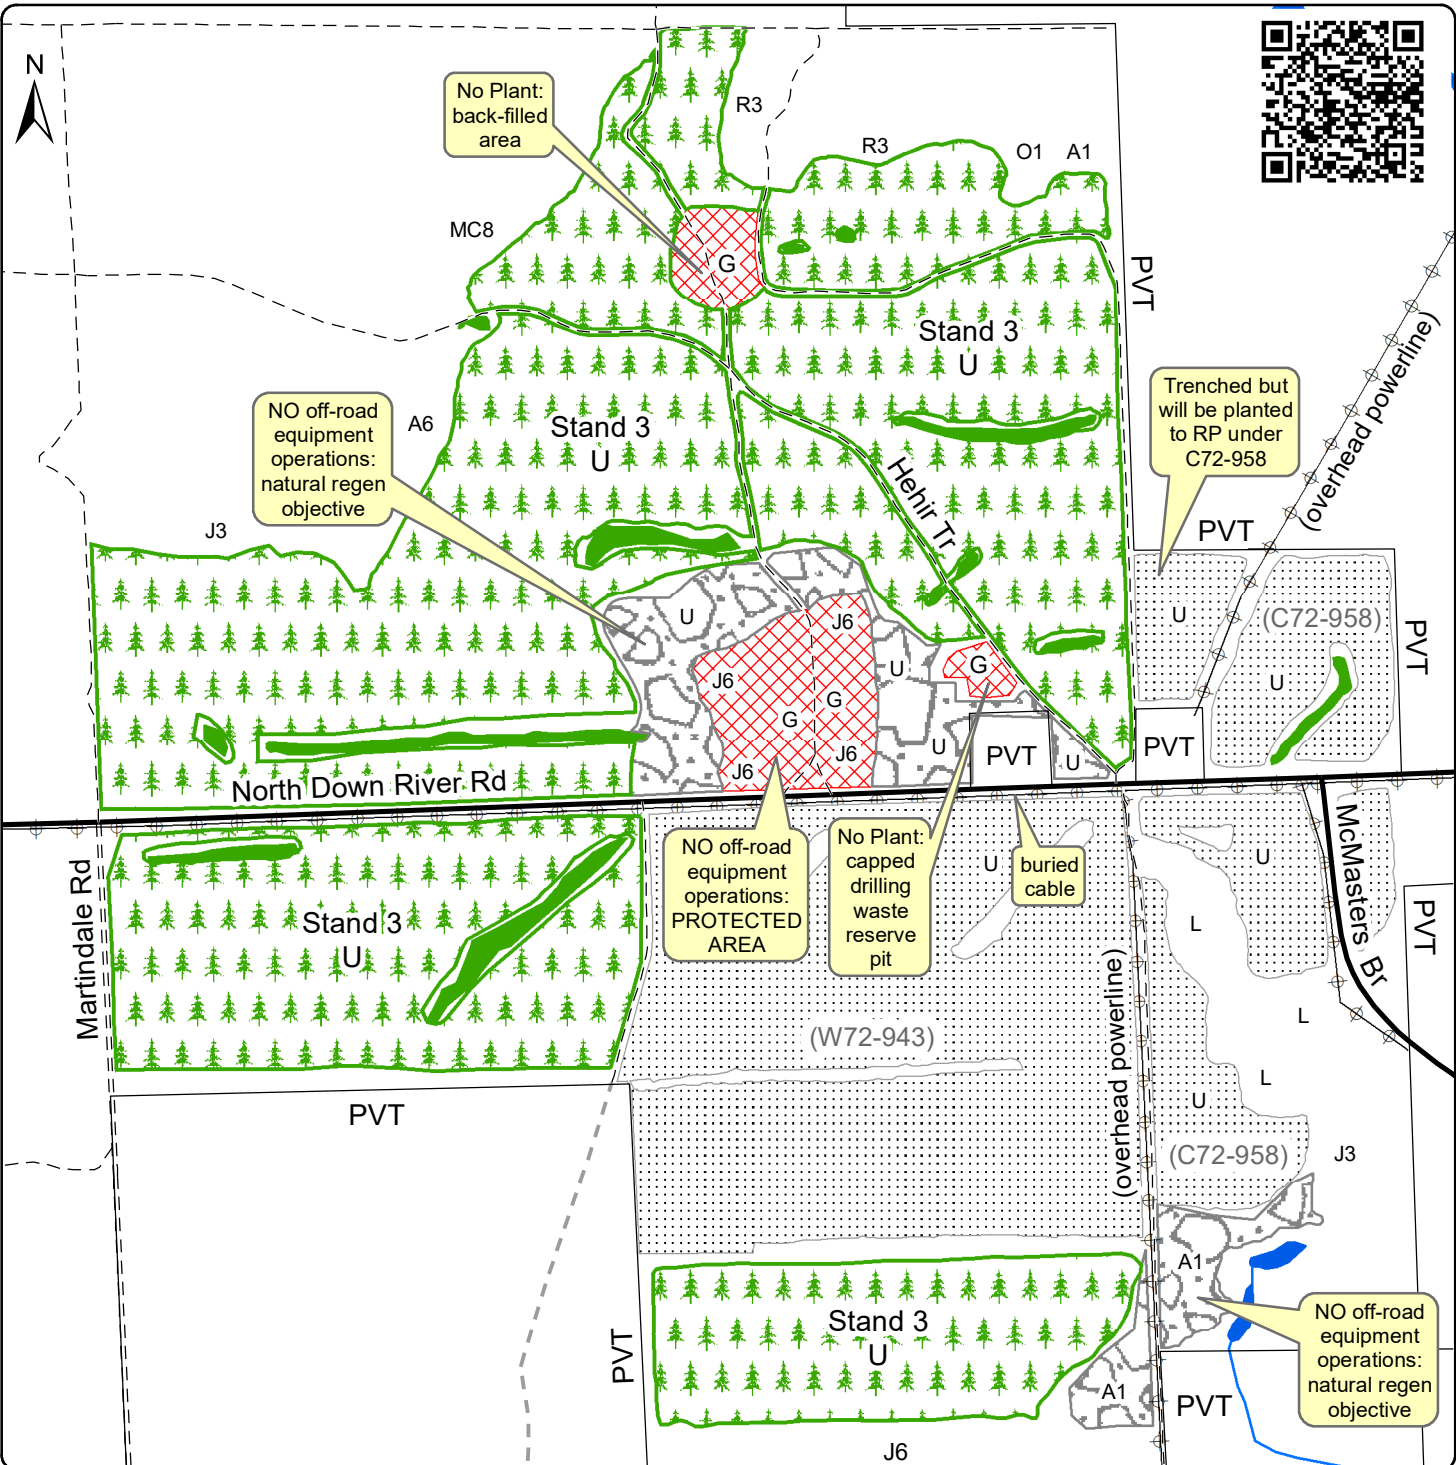 N
No Plant:
back-filled
area
R3
R3
O1
A1
MC8
G
PVT
Stand 3
U
(overhead powerline)
NO off-road
equipment
operations:
natural regen
objective
A6
Stand 3
U
Trenched but
will be planted
to RP under
C72-958
Hehir Tr
J3
PVT
U
J6
U
(C72-958)
PVT
J6
U
G
U
G
G
U
PVT
U
PVT
J6
J6
North Down River Rd
Martindale Rd
Stand 3
U
NO off-road
equipment
operations:
PROTECTED
AREA
No Plant:
capped
drilling
waste
reserve
pit
U
buried
cable
U
McMasters Br
PVT
L
L
L
(W72-943)
(overhead powerline)
U
(C72-958)
J3
PVT
A1
Stand 3
U
PVT
A1
PVT
NO off-road
equipment
operations:
natural regen
objective
J6